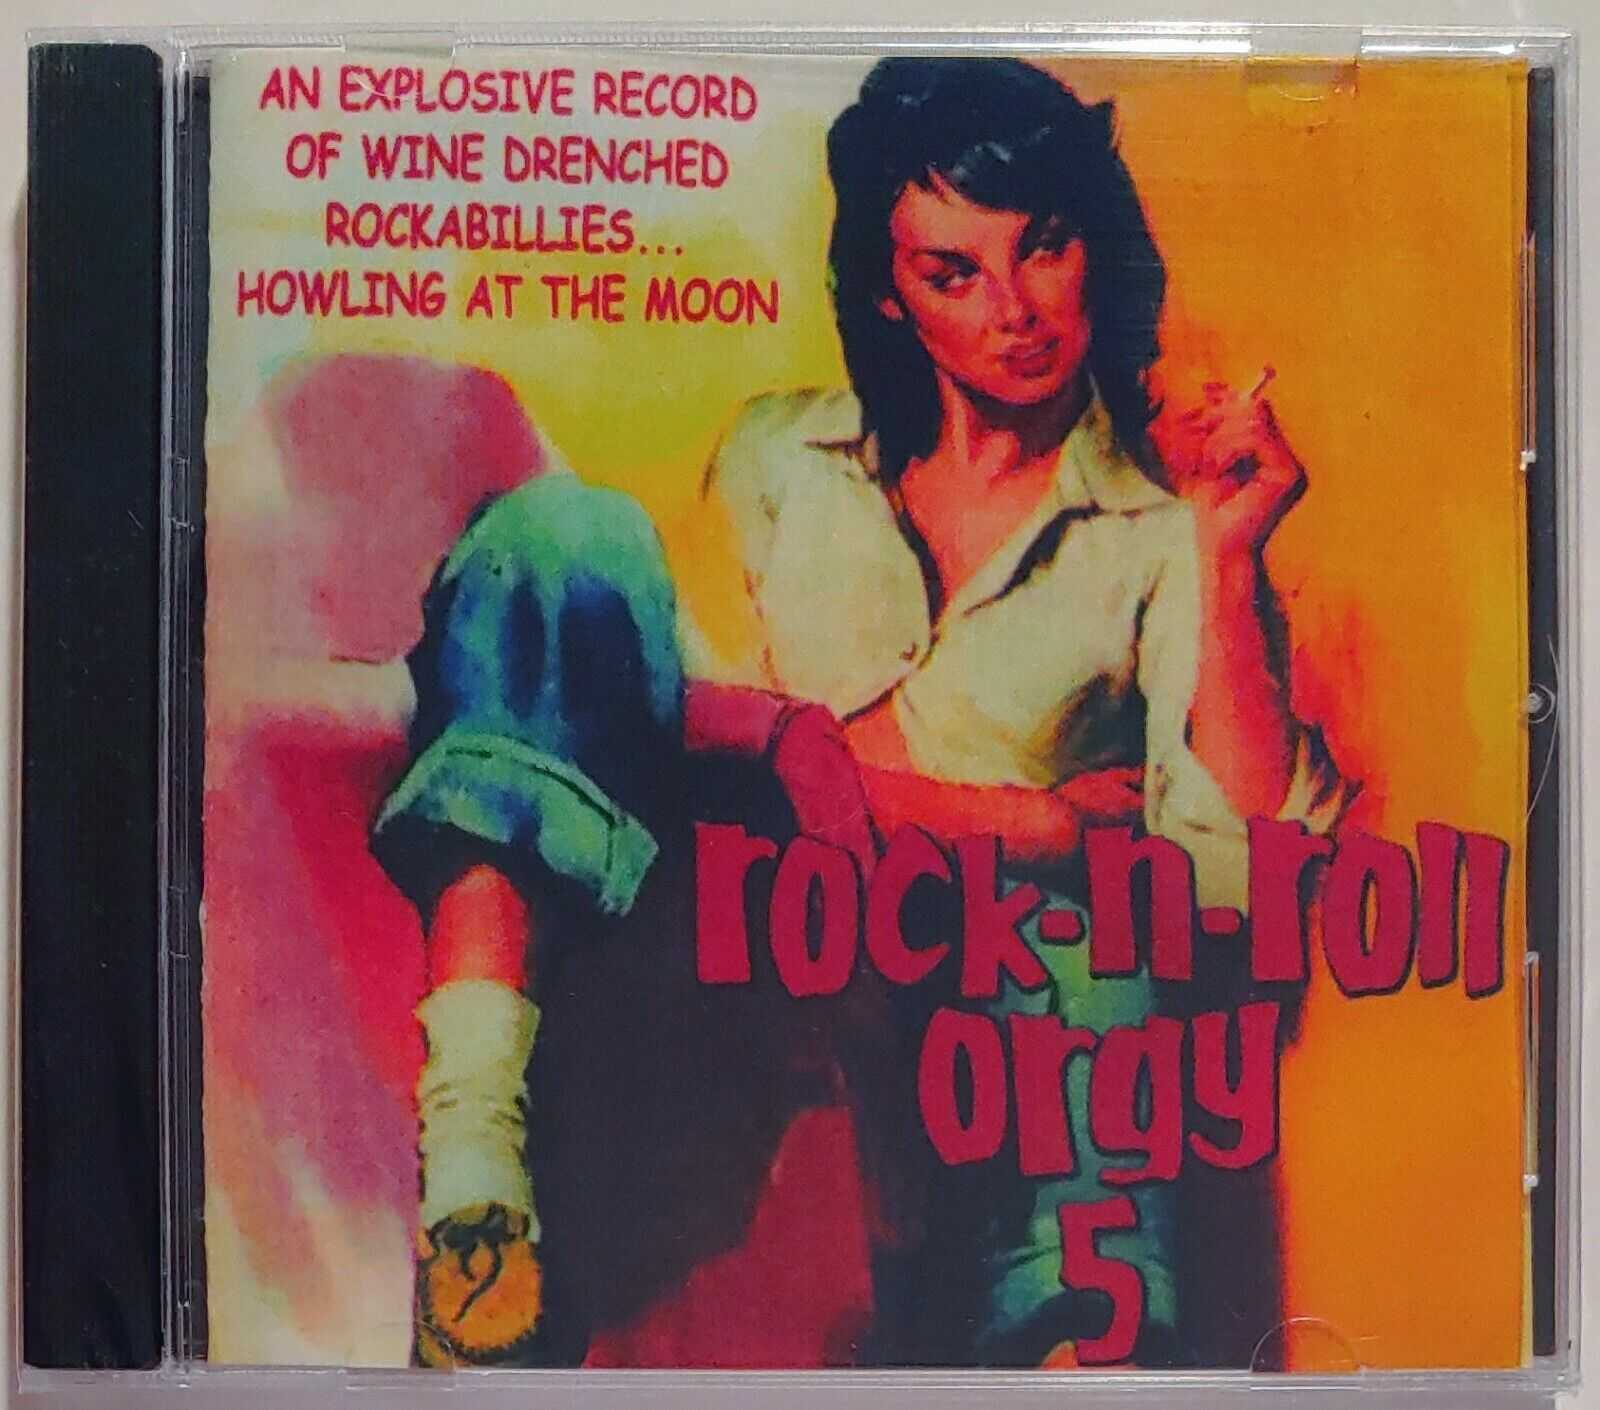 AN EXPLOSIVE RECORD
OF WINE DRENCHED
ROCKABILLIES...
HOWLING AT THE MOON
rock-n-roll
orgy
5